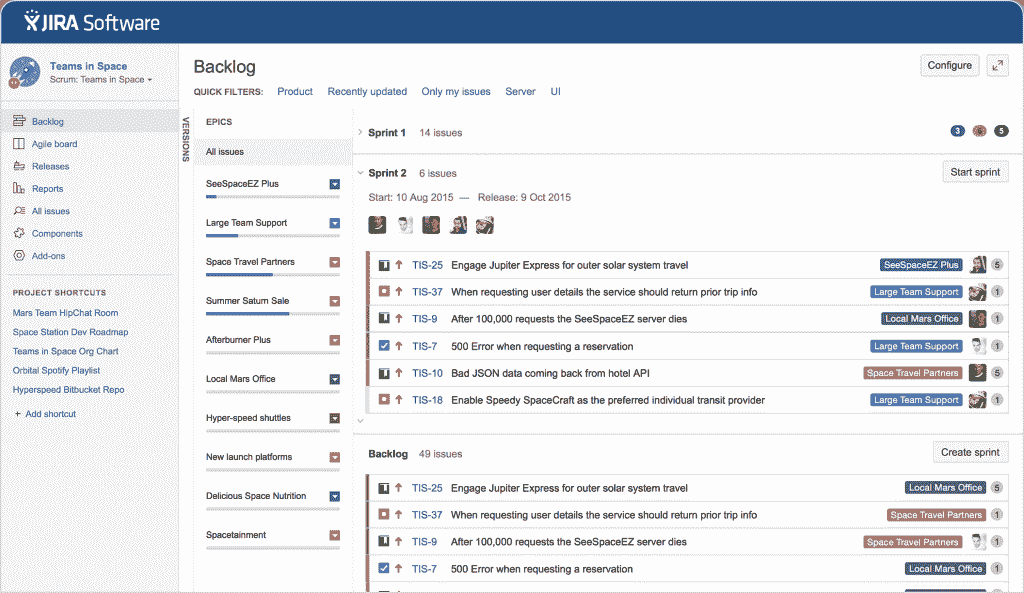 JIRA Software
Teams in Space
Scrum: Teams in Space
Backlog
Agile board
Releases
Reports
All issues
Components
Add-ons
PROJECT SHORTCUTS
Mars Team HipChat Room
Space Station Dev Roadmap
Teams in Space Org Chart
Orbital Spotify Playlist
Hyperspeed Bitbucket Repo
+ Add shortcut
Backlog
Configure
QUICK FILTERS: Product Recently updated Only my issues Server UI
VERSIONS
EPICS
All issues
SeeSpaceEZ Plus
Large Team Support
Space Travel Partners
Summer Saturn Sale
Afterburner Plus
Local Mars Office
Hyper-speed shuttles
New launch platforms
Delicious Space Nutrition
Spacetainment
Sprint 1 14 issues 3 6 5
Sprint 2 6 issues Start sprint
Start: 10 Aug 2015 — Release: 9 Oct 2015
TIS-25 Engage Jupiter Express for outer solar system travel SeeSpaceEZ Plus 5
TIS-37 When requesting user details the service should return prior trip info Large Team Support 1
TIS-9 After 100,000 requests the SeeSpaceEZ server dies Local Mars Office 1
TIS-7 500 Error when requesting a reservation Large Team Support 1
TIS-10 Bad JSON data coming back from hotel API Space Travel Partners 5
TIS-18 Enable Speedy SpaceCraft as the preferred individual transit provider Large Team Support 1
Backlog 49 issues Create sprint
TIS-25 Engage Jupiter Express for outer solar system travel Local Mars Office 5
TIS-37 When requesting user details the service should return prior trip info Space Travel Partners 1
TIS-9 After 100,000 requests the SeeSpaceEZ server dies Space Travel Partners 1
TIS-7 500 Error when requesting a reservation Local Mars Office 1